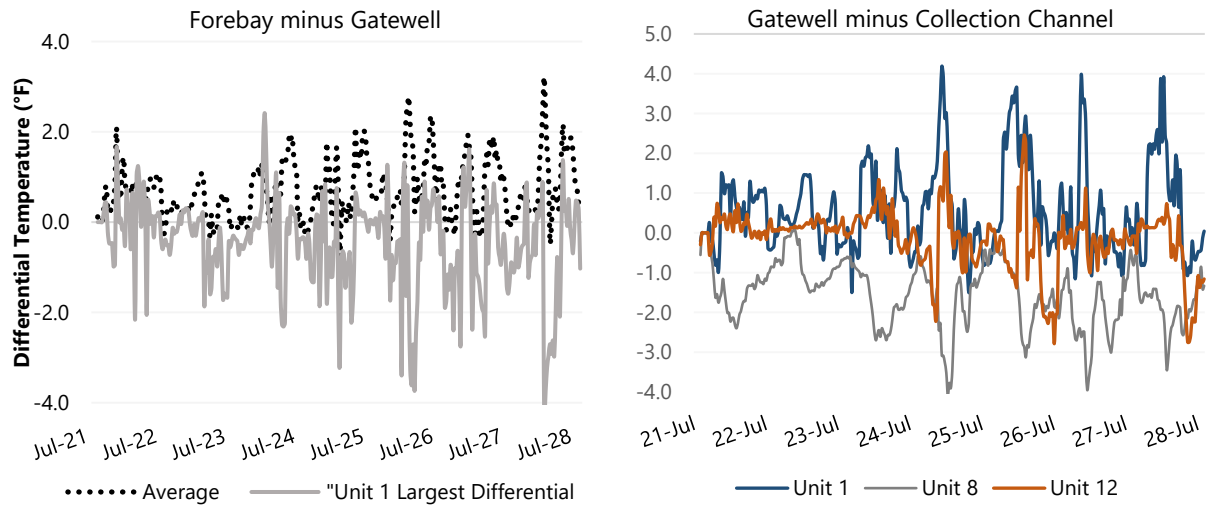 Forebay minus Gatewell
Differential Temperature (°F)
4.0
2.0
0.0
-2.0
-4.0
Jul-21
Jul-22
Jul-23
Jul-24
Jul-25
Jul-26
Jul-27
Jul-28
Average
"Unit 1 Largest Differential
Gatewell minus Collection Channel
5.0
4.0
3.0
2.0
1.0
0.0
-1.0
-2.0
-3.0
-4.0
21-Jul
22-Jul
23-Jul
24-Jul
25-Jul
26-Jul
27-Jul
28-Jul
Unit 1
Unit 8
Unit 12